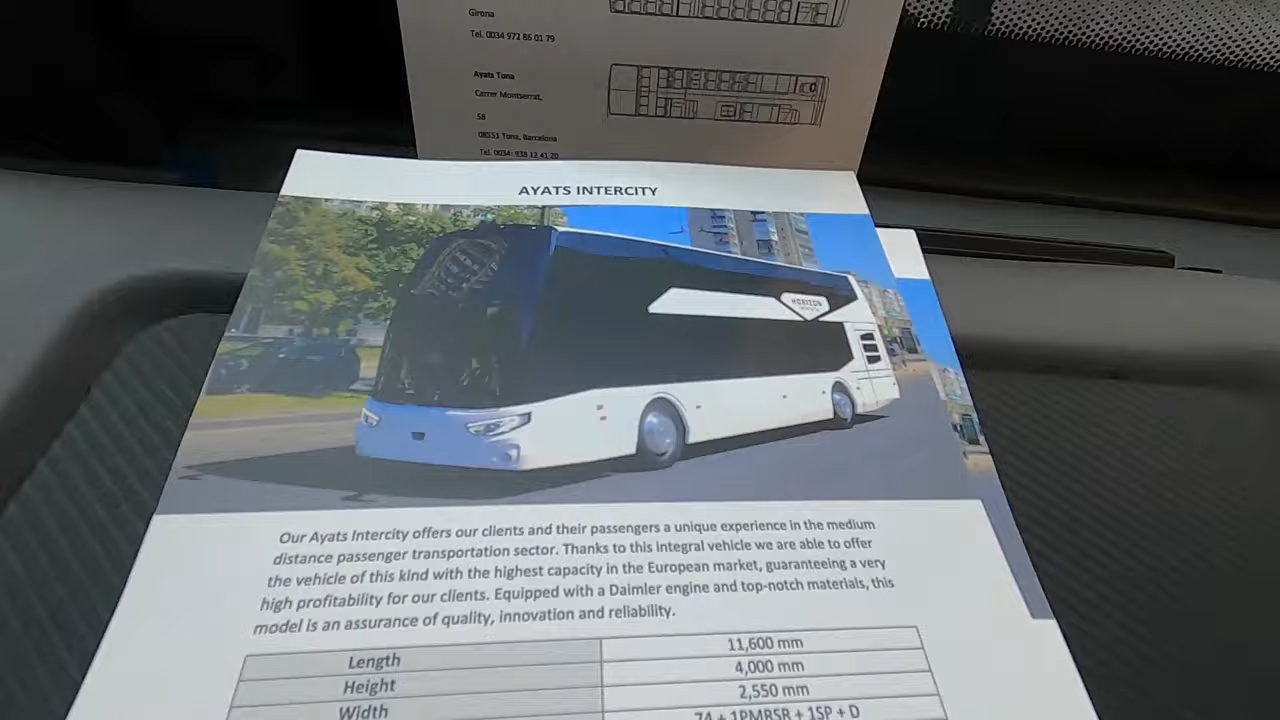 Girona
Tel. 0034 972 86 01 79
Ayats Tona
Carrer Montserrat,
58
08551 Tona, Barcelona
Tel. 0034: 938 12 41 20
AYATS INTERCITY
HORIZON
Our Ayats Intercity offers our clients and their passengers a unique experience in the medium
distance passenger transportation sector. Thanks to this integral vehicle we are able to offer
the vehicle of this kind with the highest capacity in the European market, guaranteeing a very
high profitability for our clients. Equipped with a Daimler engine and top-notch materials, this
model is an assurance of quality, innovation and reliability.
Length 11,600 mm
Height 4,000 mm
Width 2,550 mm
74 + 1PMRSR + 1SP + D